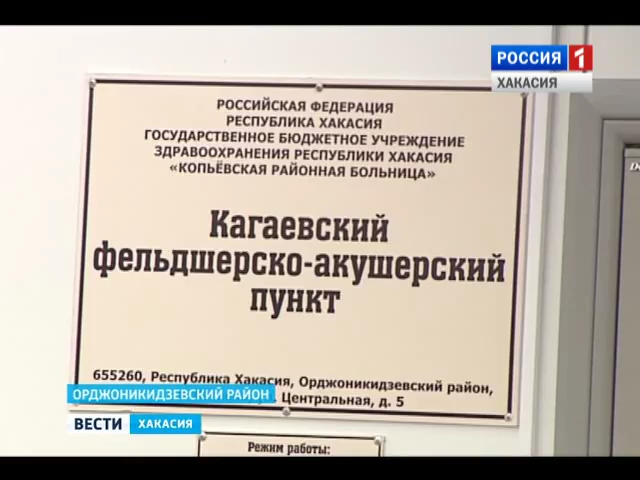 РОССИЯ 1
ХАКАСИЯ
РОССИЙСКАЯ ФЕДЕРАЦИЯ
РЕСПУБЛИКА ХАКАСИЯ
ГОСУДАРСТВЕННОЕ БЮДЖЕТНОЕ УЧРЕЖДЕНИЕ
ЗДРАВООХРАНЕНИЯ РЕСПУБЛИКИ ХАКАСИЯ
«КОПЬЁВСКАЯ РАЙОННАЯ БОЛЬНИЦА»
Кагаевский
фельдшерско-акушерский
пункт
655260, Республика Хакасия, Орджоникидзевский район,
Центральная, д. 5
ОРДЖОНИКИДЗЕВСКИЙ РАЙОН
ВЕСТИ ХАКАСИЯ
Режим работы: